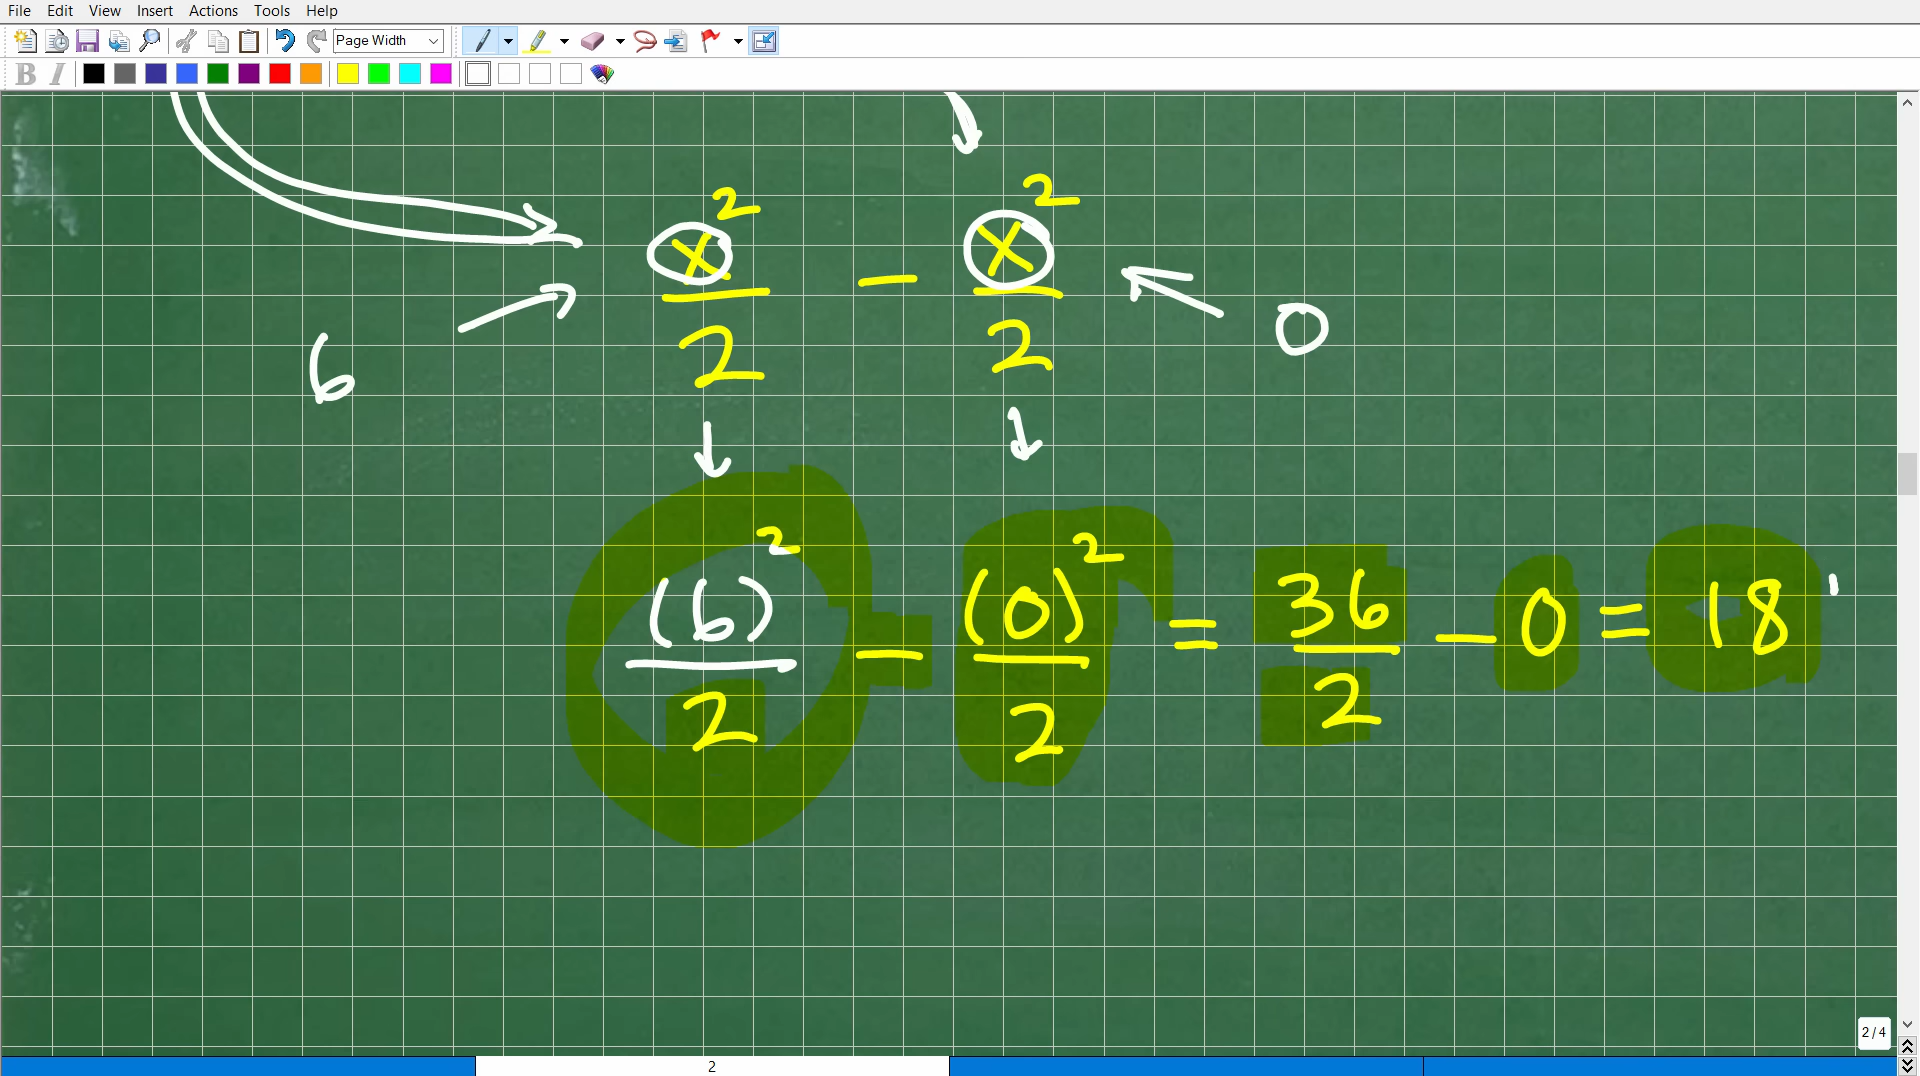 File Edit View Insert Actions Tools Help
Page Width
B I
x² / 2 − x² / 2
6
0
(6)² / 2 − (0)² / 2 = 36 / 2 − 0 = 18
2 / 4
2